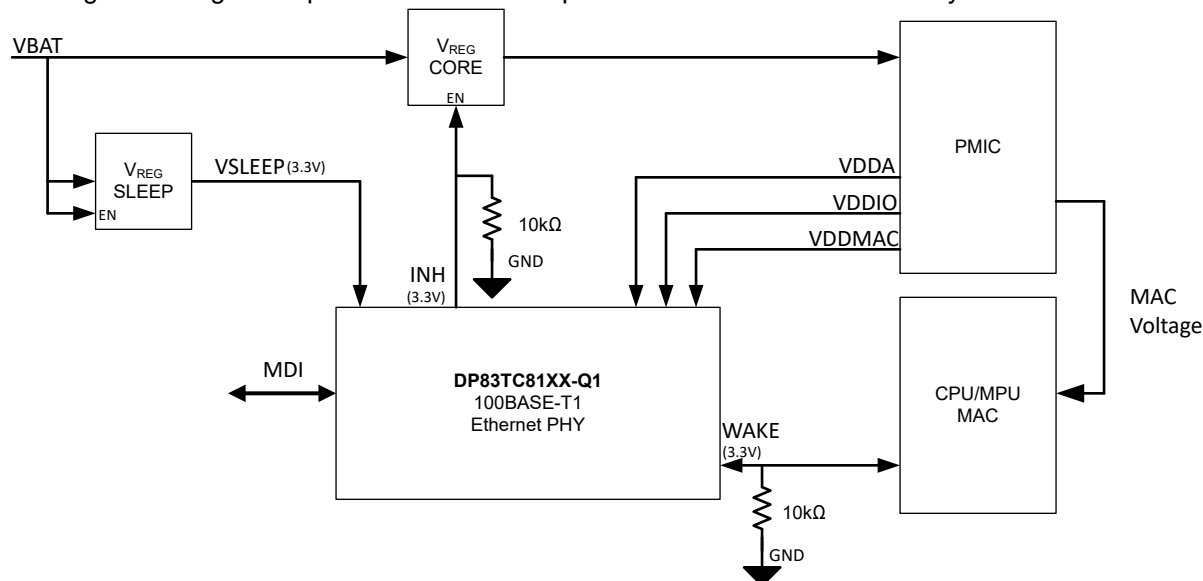 VBAT
VREG
CORE
EN
PMIC
VREG
SLEEP
EN
VSLEEP(3.3V)
VDDA
VDDIO
VDDMAC
10kΩ
GND
INH
(3.3V)
MAC
Voltage
MDI
DP83TC81XX-Q1
100BASE-T1
Ethernet PHY
CPU/MPU
MAC
WAKE
(3.3V)
10kΩ
GND